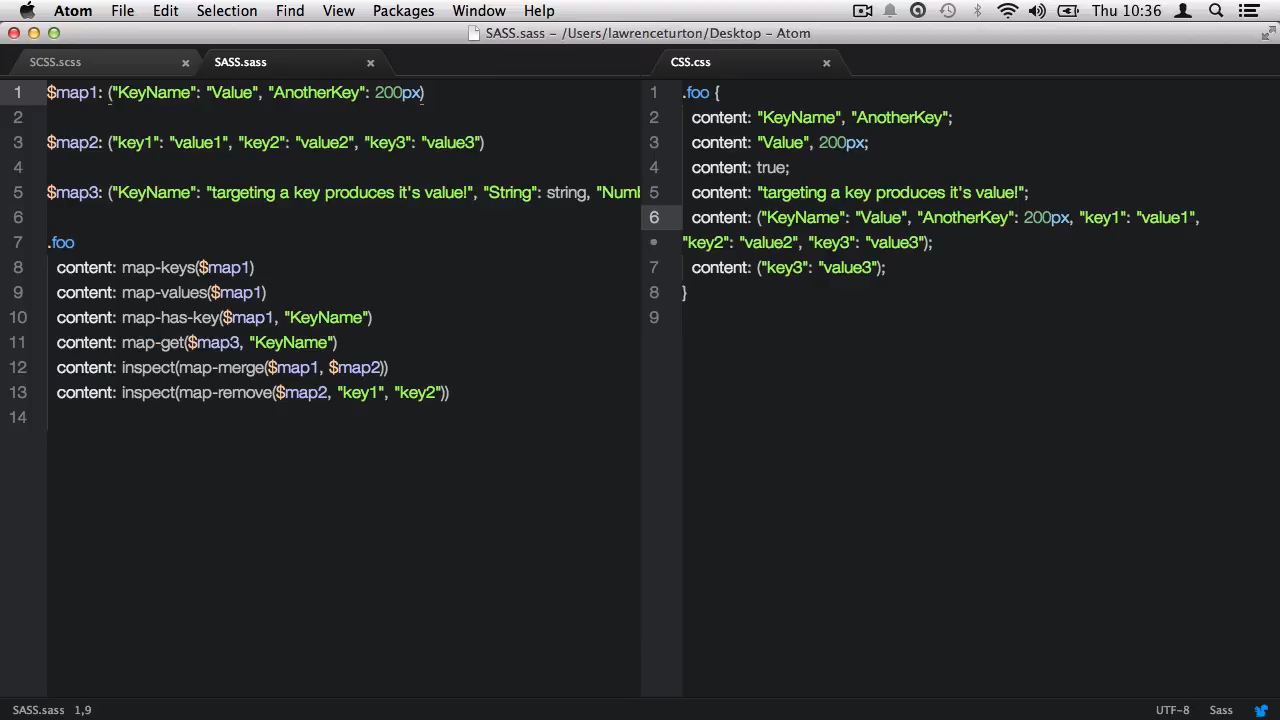 Atom File Edit Selection Find View Packages Window Help Thu 10:36
SASS.sass – /Users/lawrenceturton/Desktop – Atom
SCSS.scss SASS.sass CSS.css
1 $map1: ("KeyName": "Value", "AnotherKey": 200px)
2
3 $map2: ("key1": "value1", "key2": "value2", "key3": "value3")
4
5 $map3: ("KeyName": "targeting a key produces it's value!", "String": string, "Numb
6
7 .foo
8 content: map-keys($map1)
9 content: map-values($map1)
10 content: map-has-key($map1, "KeyName")
11 content: map-get($map3, "KeyName")
12 content: inspect(map-merge($map1, $map2))
13 content: inspect(map-remove($map2, "key1", "key2"))
14
1 .foo {
2 content: "KeyName", "AnotherKey";
3 content: "Value", 200px;
4 content: true;
5 content: "targeting a key produces it's value!";
6 content: ("KeyName": "Value", "AnotherKey": 200px, "key1": "value1",
• "key2": "value2", "key3": "value3");
7 content: ("key3": "value3");
8 }
9
SASS.sass 1,9 UTF-8 Sass